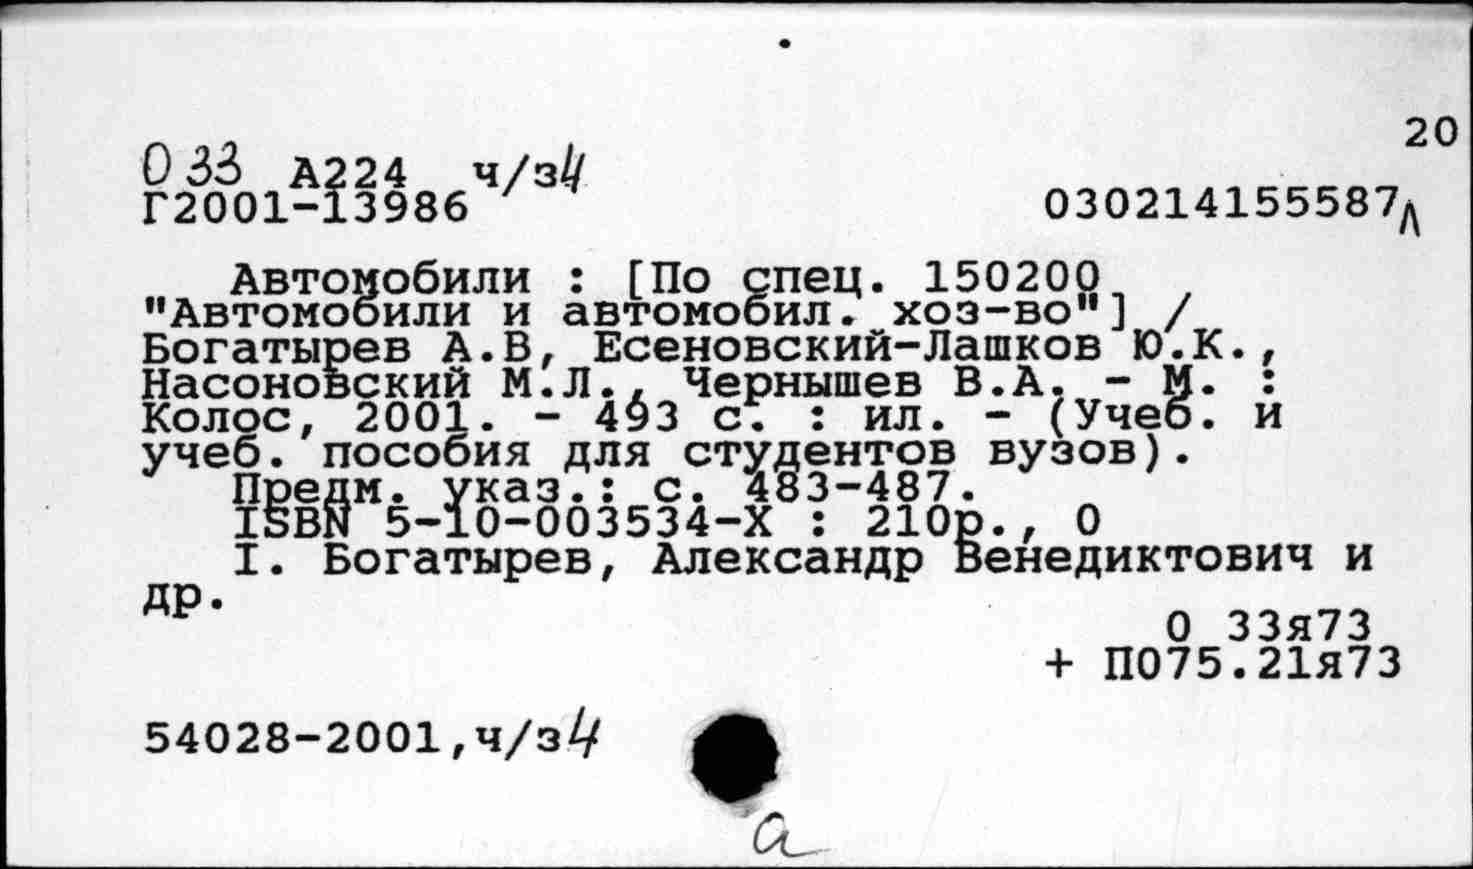 20
О 33 А224 ч/з4
Г2001-13986
030214155587д
Автомобили : [По спец. 150200
"Автомобили и автомобил. хоз-во"] /
Богатырев А.В, Есеновский-Лашков Ю.К.,
Насоновский М.Л., Чернышев В.А. - М. :
Колос, 2001. - 493 с. : ил. - (Учеб. и
учеб. пособия для студентов вузов).
Предм. указ.: с. 483-487.
ISBN 5-10-003534-X : 210р., 0
I. Богатырев, Александр Венедиктович и
др.
О 33я73
+ П075.21я73
54028-2001,ч/з4
а